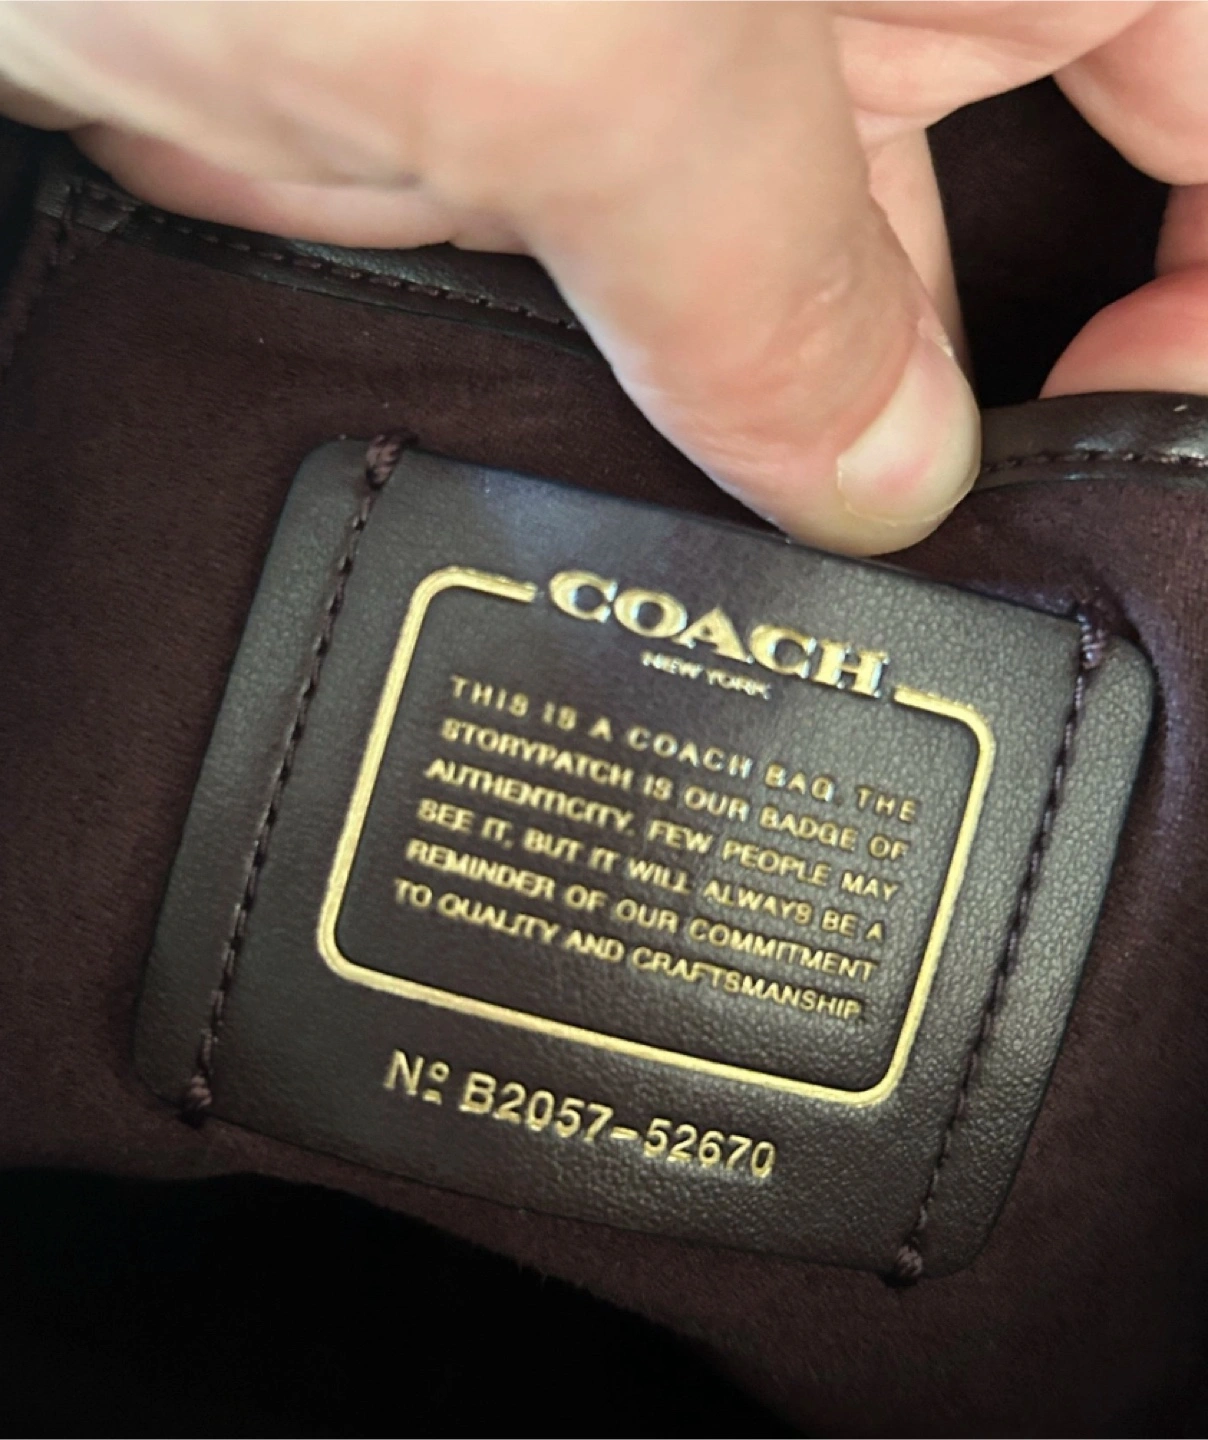 COACH
NEW YORK
THIS IS A COACH BAG. THE
STORYPATCH IS OUR BADGE OF
AUTHENTICITY. FEW PEOPLE MAY
SEE IT, BUT IT WILL ALWAYS BE A
REMINDER OF OUR COMMITMENT
TO QUALITY AND CRAFTSMANSHIP.
Nº B2057-52670